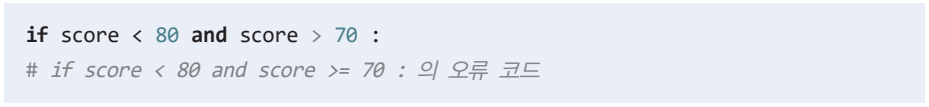 if score < 80 and score > 70 :
# if score < 80 and score >= 70 : 의 오류 코드